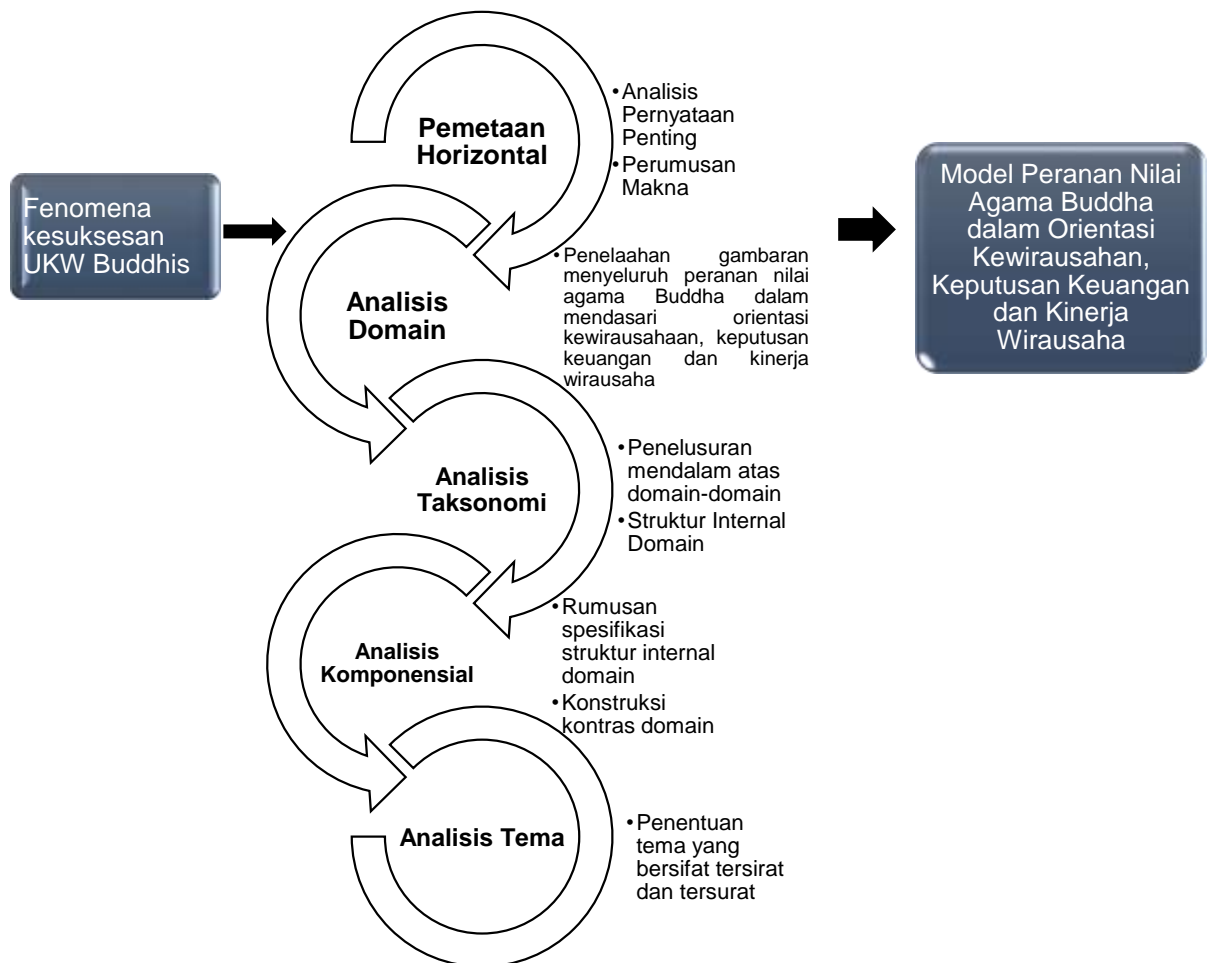 Fenomena
kesuksesan
UKW Buddhis
Pemetaan
Horizontal
•Analisis
Pernyataan
Penting
•Perumusan
Makna
Analisis
Domain
•Penelaahan gambaran
menyeluruh peranan nilai
agama Buddha dalam
mendasari orientasi
kewirausahaan, keputusan
keuangan dan kinerja
wirausaha
Analisis
Taksonomi
•Penelusuran
mendalam atas
domain-domain
•Struktur Internal
Domain
Analisis
Komponensial
•Rumusan
spesifikasi
struktur internal
domain
•Konstruksi
kontras domain
Analisis Tema
•Penentuan
tema yang
bersifat tersirat
dan tersurat
Model Peranan Nilai
Agama Buddha
dalam Orientasi
Kewirausahan,
Keputusan Keuangan
dan Kinerja
Wirausaha